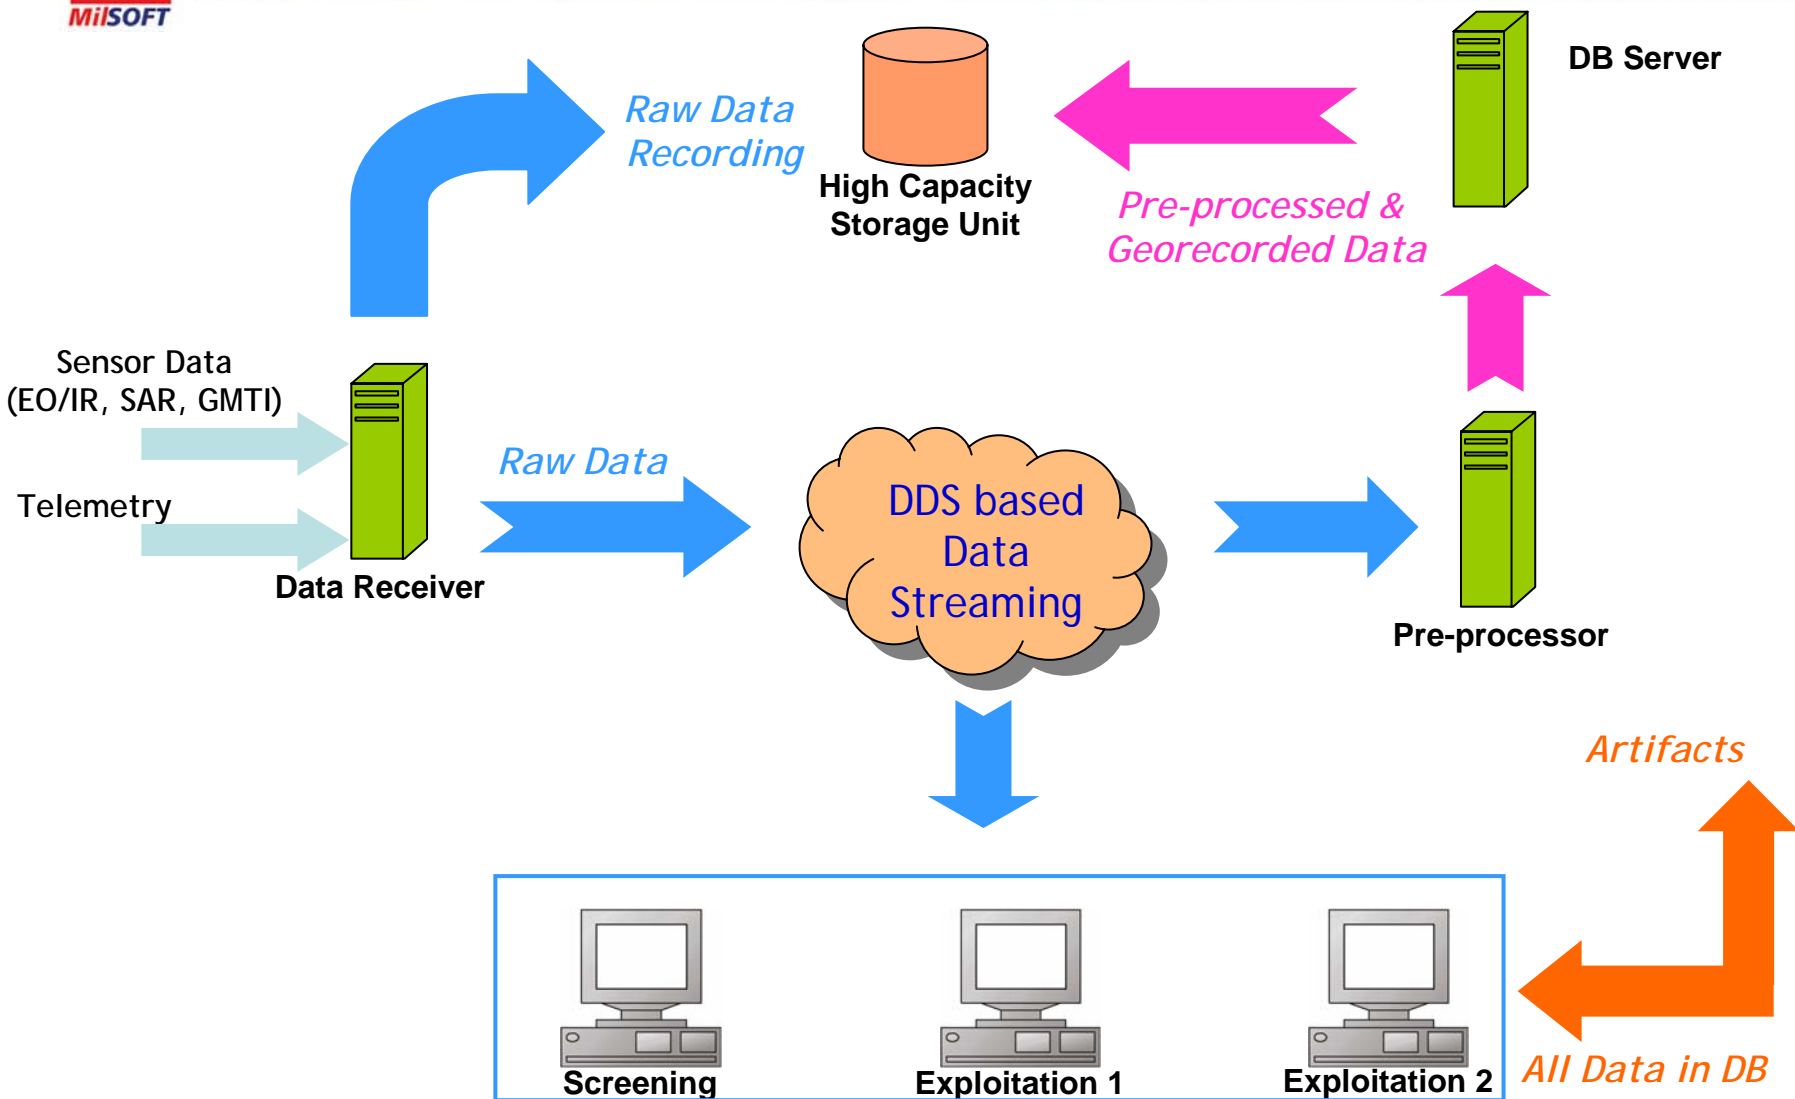 MilSOFT
DB Server
Raw Data
Recording
High Capacity
Storage Unit
Pre-processed &
Georecorded Data
Sensor Data
(EO/IR, SAR, GMTI)
Telemetry
Data Receiver
Raw Data
DDS based
Data
Streaming
Pre-processor
Artifacts
Screening
Exploitation 1
Exploitation 2
All Data in DB